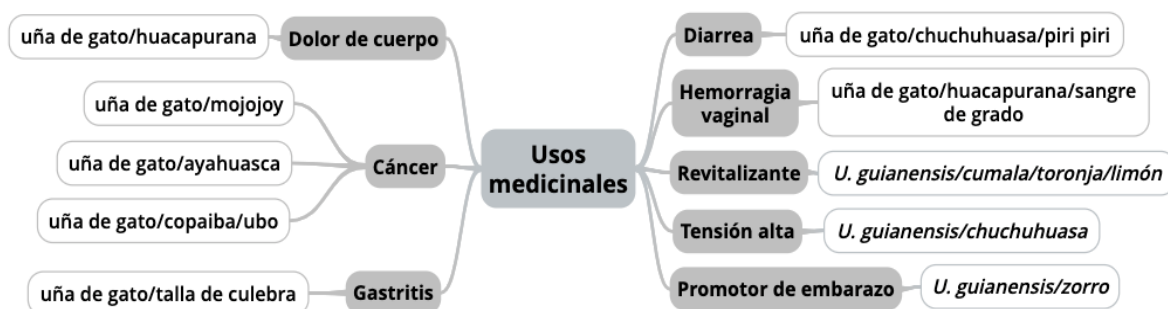 uña de gato/huacapurana
Dolor de cuerpo
uña de gato/mojojoy
uña de gato/ayahuasca
uña de gato/copaiba/ubo
Cáncer
uña de gato/talla de culebra
Gastritis
Usos
medicinales
Diarrea
uña de gato/chuchuhuasa/piri piri
Hemorragia
vaginal
uña de gato/huacapurana/sangre
de grado
Revitalizante
U. guianensis/cumala/toronja/limón
Tensión alta
U. guianensis/chuchuhuasa
Promotor de embarazo
U. guianensis/zorro